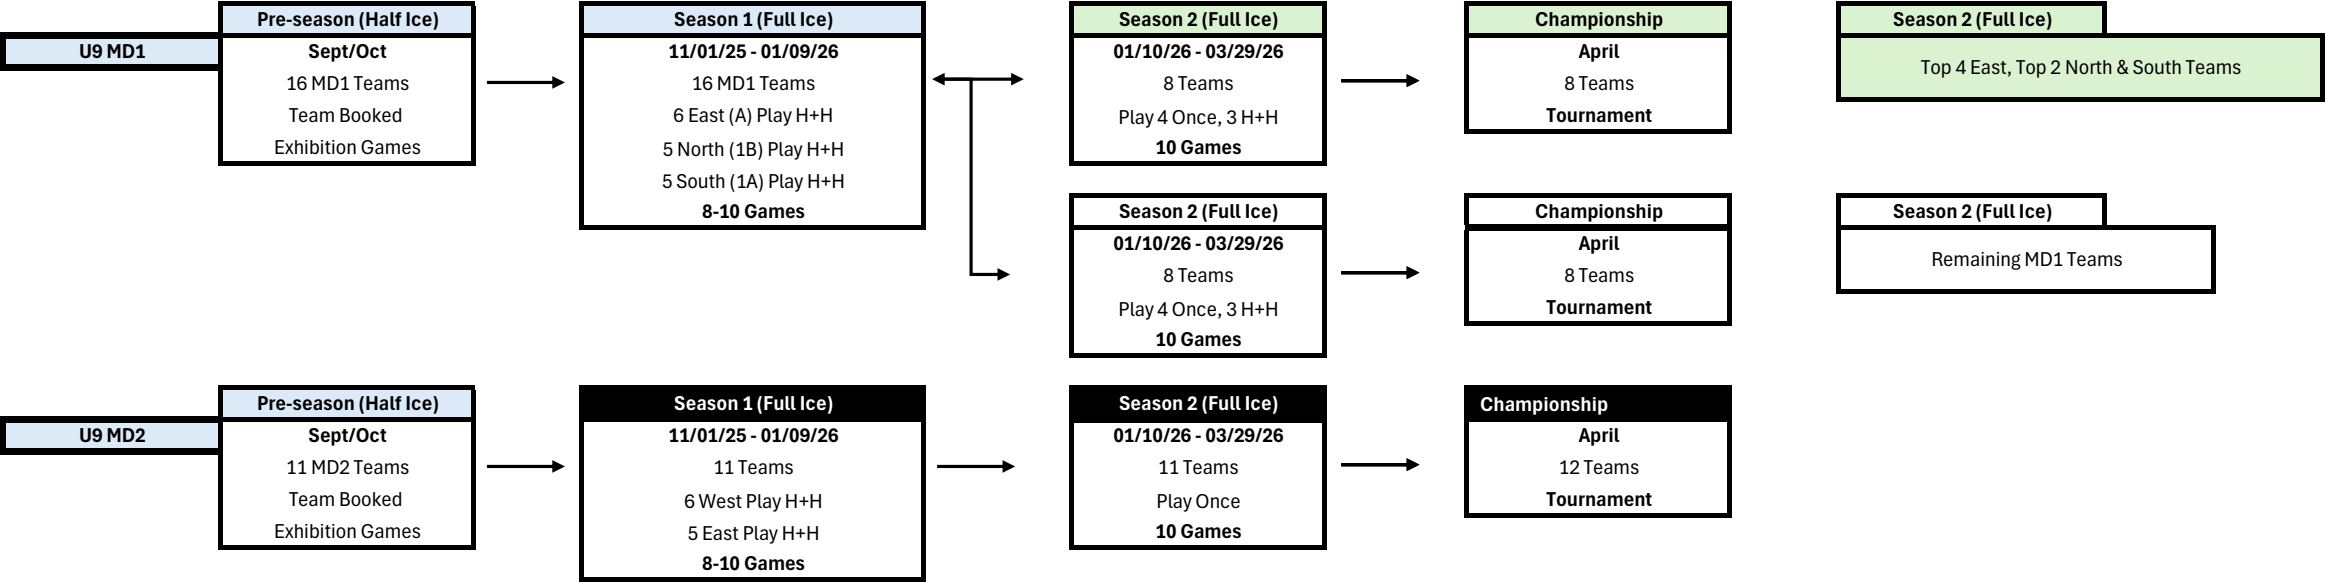 U9 MD1
Pre-season (Half Ice)
Sept/Oct
16 MD1 Teams
Team Booked
Exhibition Games
Season 1 (Full Ice)
11/01/25 - 01/09/26
16 MD1 Teams
6 East (A) Play H+H
5 North (1B) Play H+H
5 South (1A) Play H+H
8-10 Games
Season 2 (Full Ice)
01/10/26 - 03/29/26
8 Teams
Play 4 Once, 3 H+H
10 Games
Championship
April
8 Teams
Tournament
Season 2 (Full Ice)
Top 4 East, Top 2 North & South Teams
Season 2 (Full Ice)
01/10/26 - 03/29/26
8 Teams
Play 4 Once, 3 H+H
10 Games
Championship
April
8 Teams
Tournament
Season 2 (Full Ice)
Remaining MD1 Teams
U9 MD2
Pre-season (Half Ice)
Sept/Oct
11 MD2 Teams
Team Booked
Exhibition Games
Season 1 (Full Ice)
11/01/25 - 01/09/26
11 Teams
6 West Play H+H
5 East Play H+H
8-10 Games
Season 2 (Full Ice)
01/10/26 - 03/29/26
11 Teams
Play Once
10 Games
Championship
April
12 Teams
Tournament